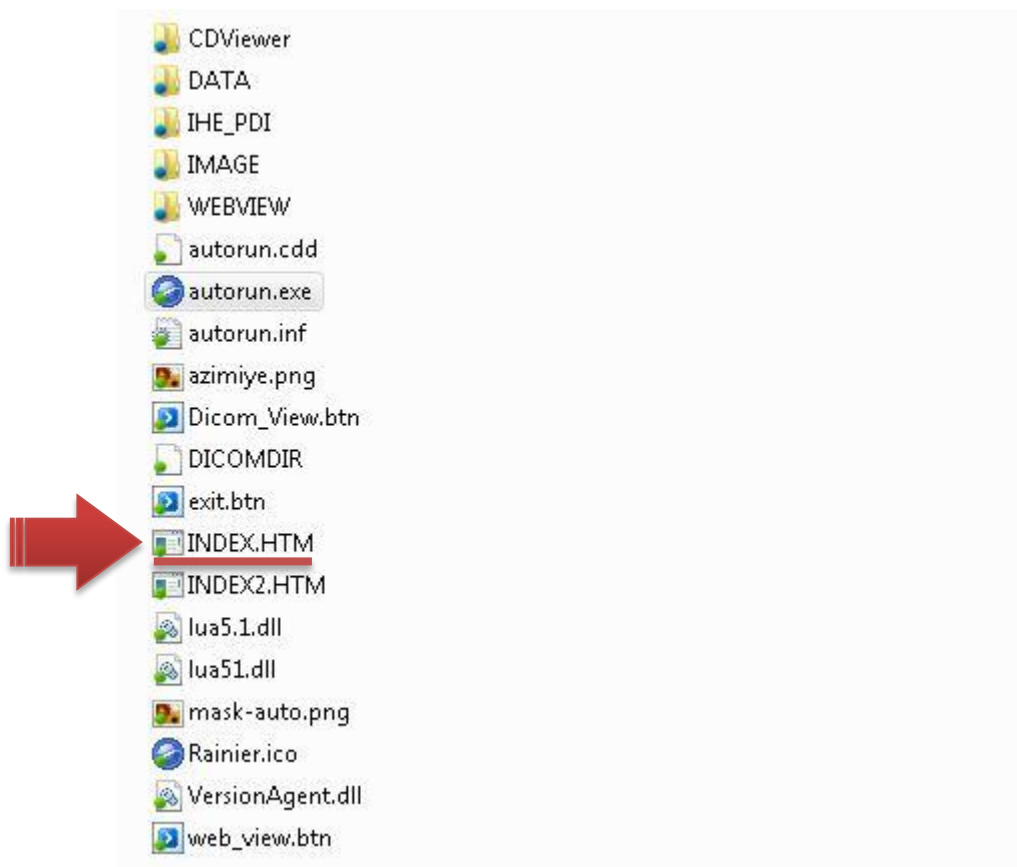 CDViewer
DATA
IHE_PDI
IMAGE
WEBVIEW
autorun.cdd
autorun.exe
autorun.inf
azimiye.png
Dicom_View.btn
DICOMDIR
exit.btn
INDEX.HTM
INDEX2.HTM
lua5.1.dll
lua51.dll
mask-auto.png
Rainier.ico
VersionAgent.dll
web_view.btn